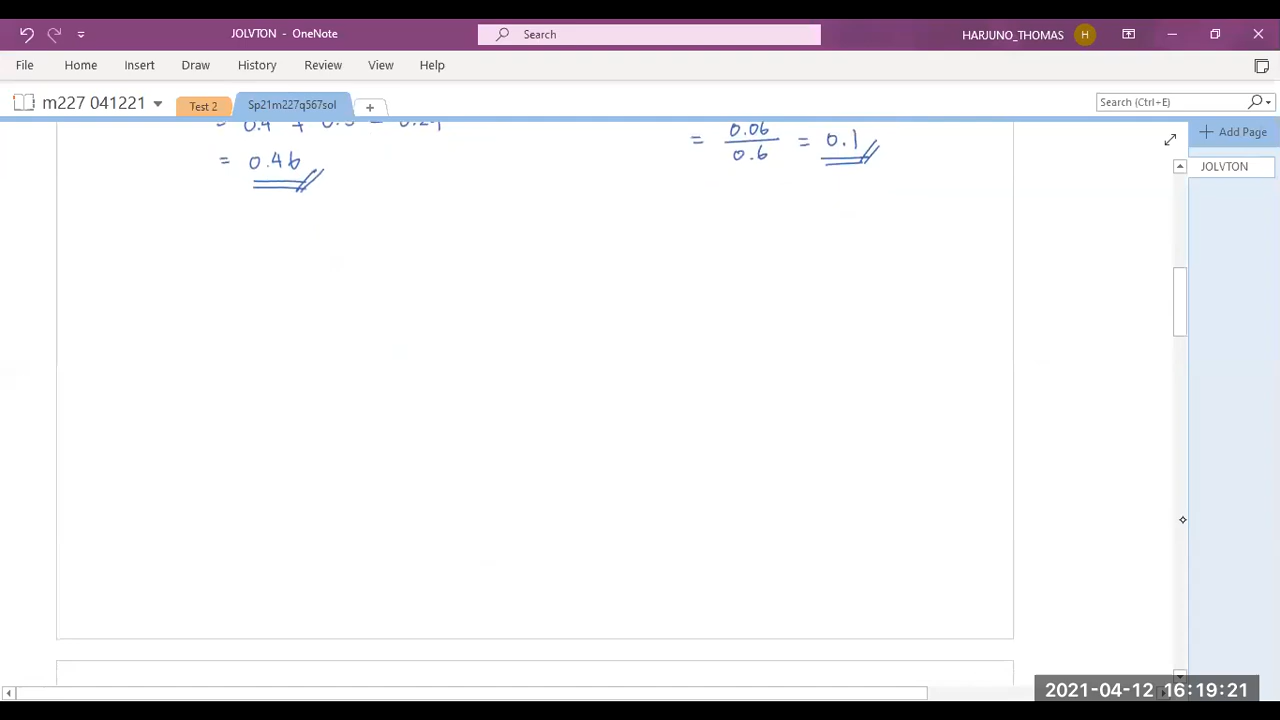 JOLVTON - OneNote
Search
HARJUNO_THOMAS
H
File
Home
Insert
Draw
History
Review
View
Help
m227 041221
Test 2
Sp21m227q567sol
Search (Ctrl+E)
Add Page
JOLVTON
= 0.46
= 0.06 / 0.6 = 0.1
2021-04-12 16:19:21